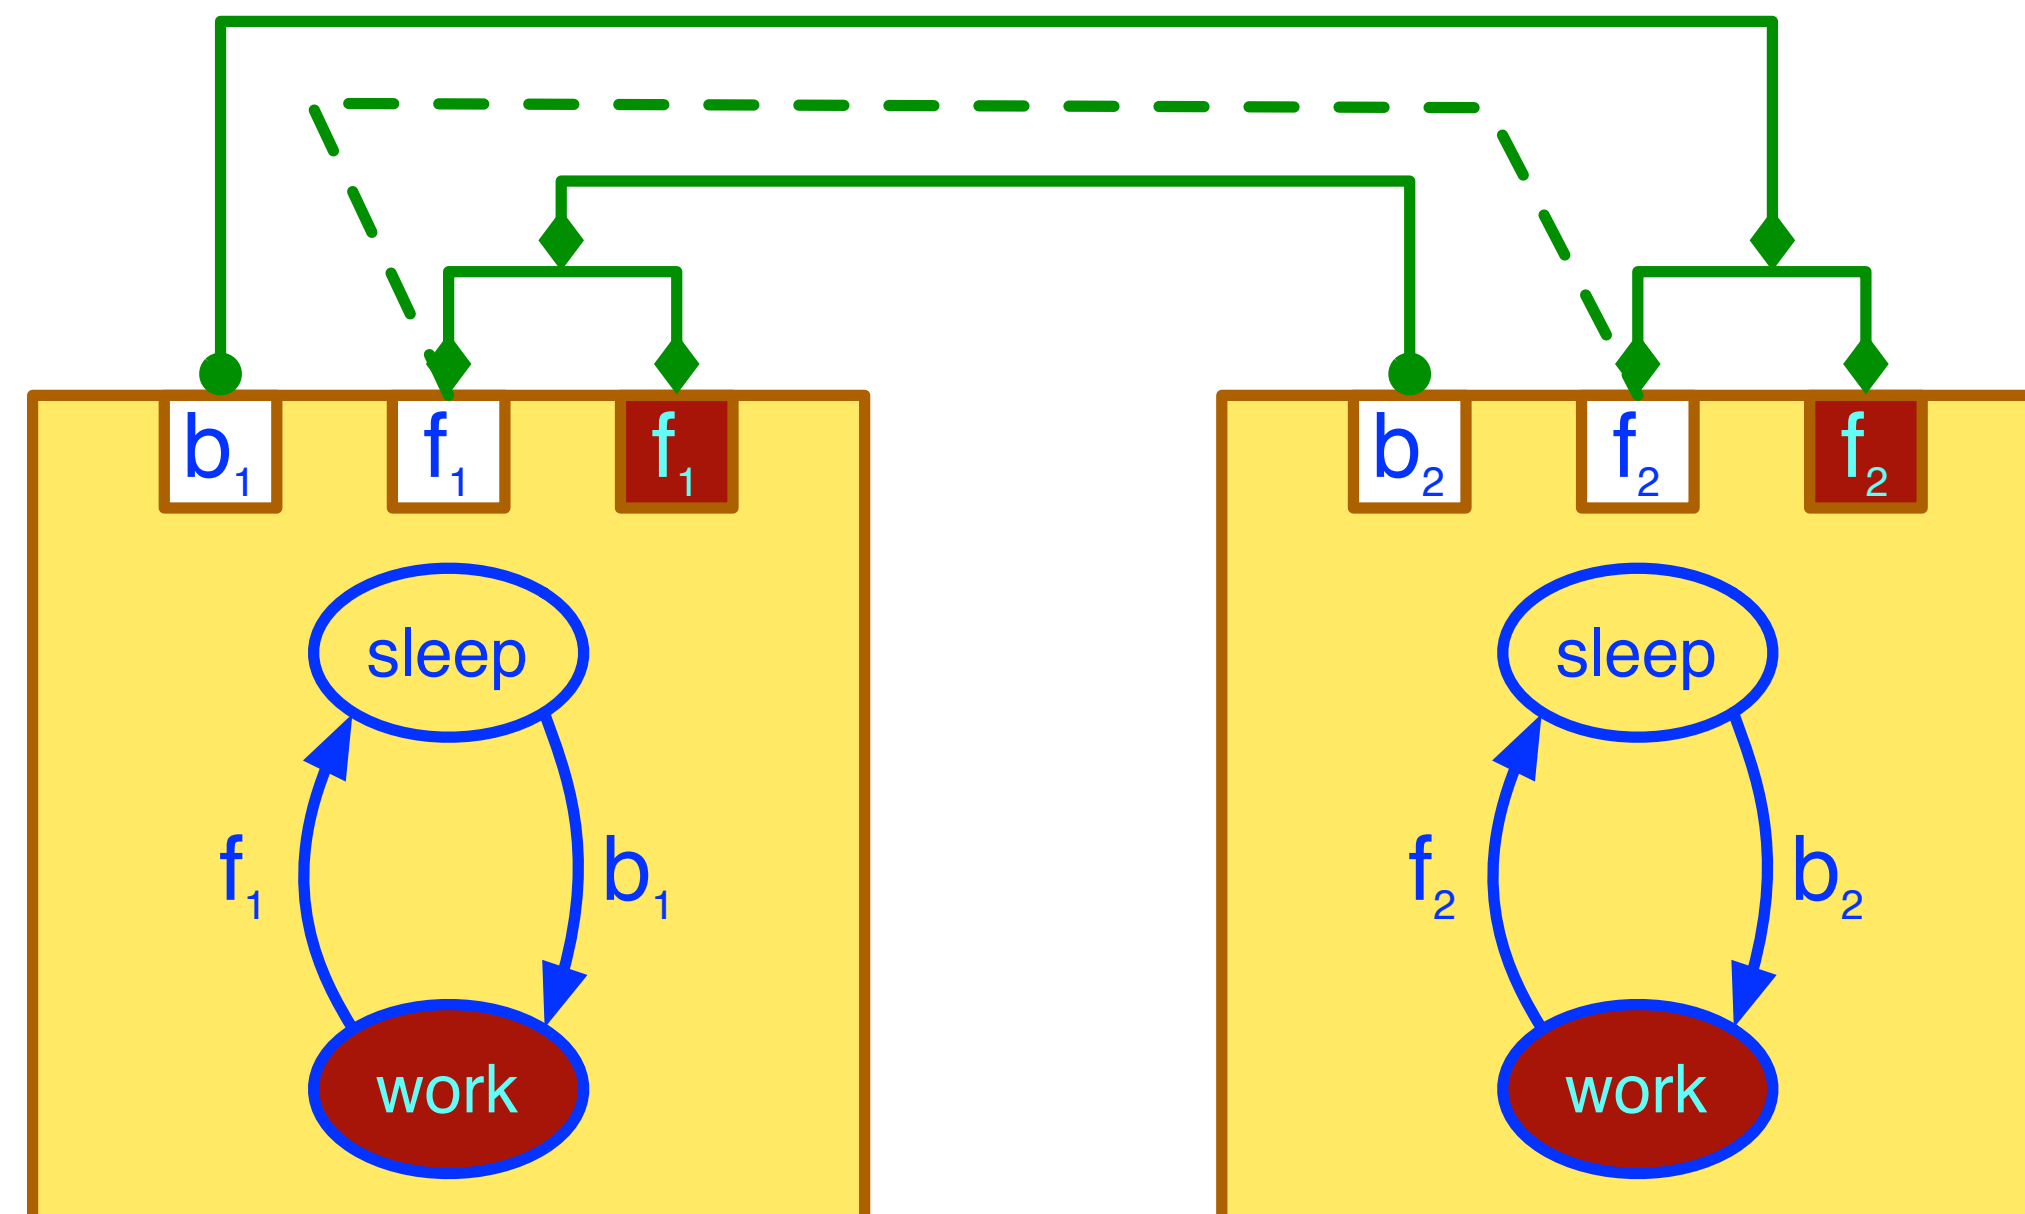 b₁ f₁ f₁ b₂ f₂ f₂
sleep sleep
f₁ b₁ f₂ b₂
work work